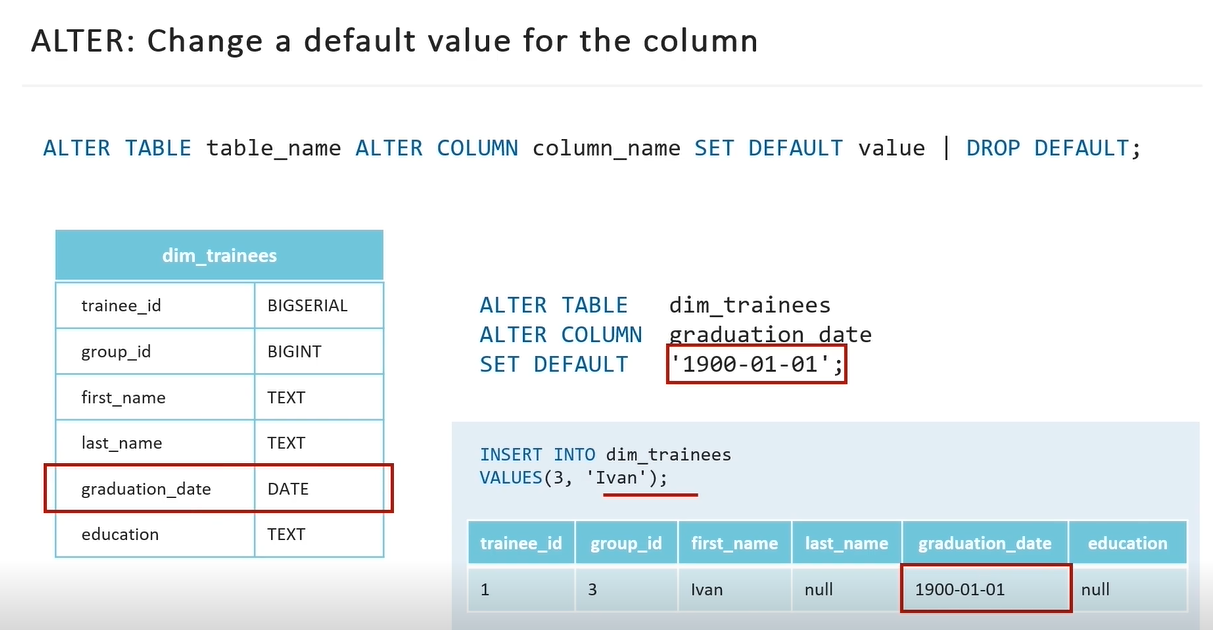 ALTER: Change a default value for the column
ALTER TABLE table_name ALTER COLUMN column_name SET DEFAULT value | DROP DEFAULT;
dim_trainees
trainee_id BIGSERIAL
group_id BIGINT
first_name TEXT
last_name TEXT
graduation_date DATE
education TEXT
ALTER TABLE dim_trainees
ALTER COLUMN graduation_date
SET DEFAULT '1900-01-01';
INSERT INTO dim_trainees
VALUES(3, 'Ivan');
trainee_id group_id first_name last_name graduation_date education
1 3 Ivan null 1900-01-01 null